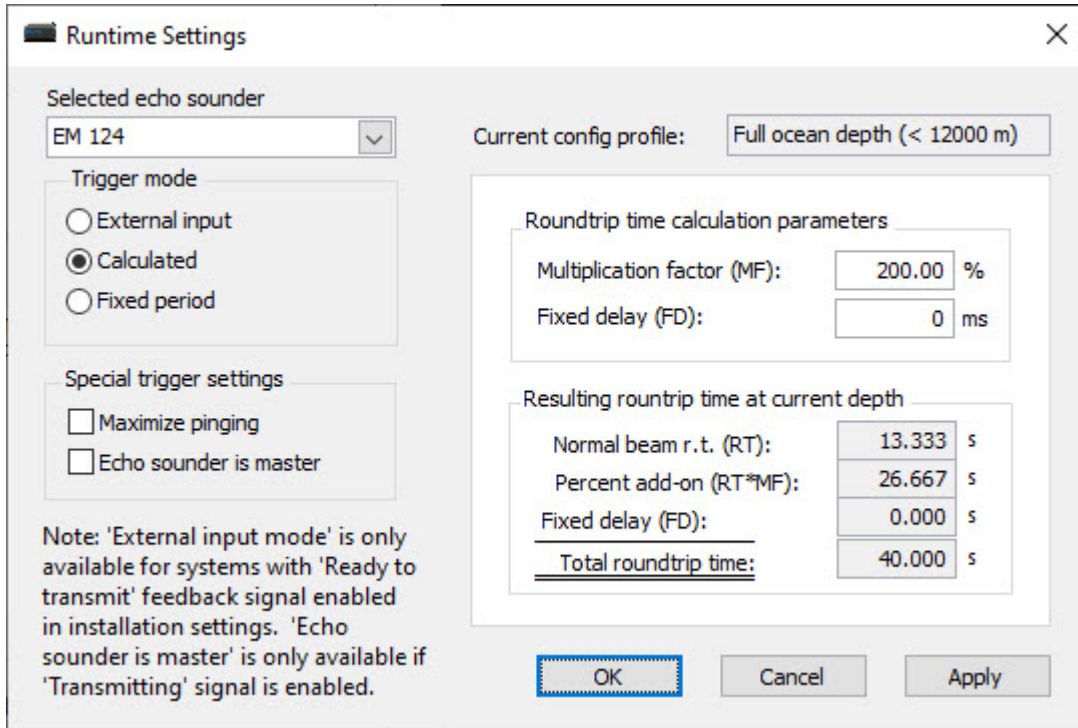 Runtime Settings
Selected echo sounder
EM 124
Trigger mode
External input
Calculated
Fixed period
Special trigger settings
Maximize pinging
Echo sounder is master
Note: 'External input mode' is only
available for systems with 'Ready to
transmit' feedback signal enabled
in installation settings. 'Echo
sounder is master' is only available if
'Transmitting' signal is enabled.
Current config profile: Full ocean depth (< 12000 m)
Roundtrip time calculation parameters
Multiplication factor (MF): 200.00 %
Fixed delay (FD): 0 ms
Resulting rountrip time at current depth
Normal beam r.t. (RT): 13.333 s
Percent add-on (RT*MF): 26.667 s
Fixed delay (FD): 0.000 s
Total roundtrip time: 40.000 s
OK Cancel Apply